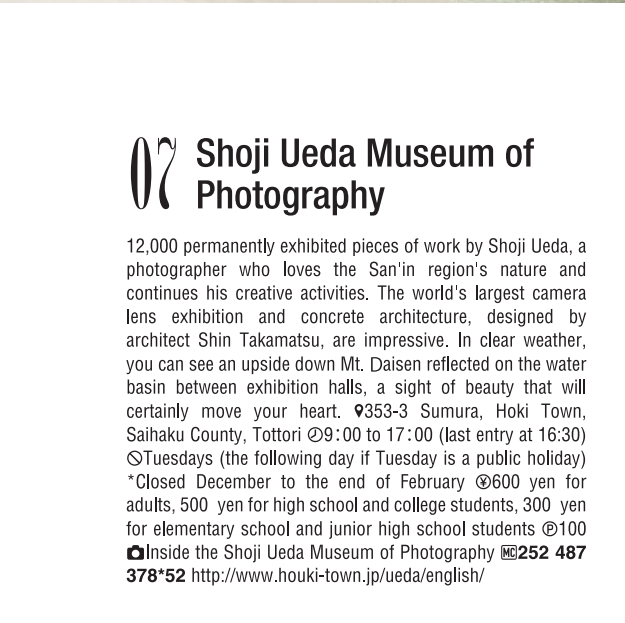 07 Shoji Ueda Museum of
Photography
12,000 permanently exhibited pieces of work by Shoji Ueda, a
photographer who loves the San'in region's nature and
continues his creative activities. The world's largest camera
lens exhibition and concrete architecture, designed by
architect Shin Takamatsu, are impressive. In clear weather,
you can see an upside down Mt. Daisen reflected on the water
basin between exhibition halls, a sight of beauty that will
certainly move your heart. 353-3 Sumura, Hoki Town,
Saihaku County, Tottori 9:00 to 17:00 (last entry at 16:30)
Tuesdays (the following day if Tuesday is a public holiday)
*Closed December to the end of February ¥600 yen for
adults, 500 yen for high school and college students, 300 yen
for elementary school and junior high school students Ⓟ100
Inside the Shoji Ueda Museum of Photography MC252 487
378*52 http://www.houki-town.jp/ueda/english/